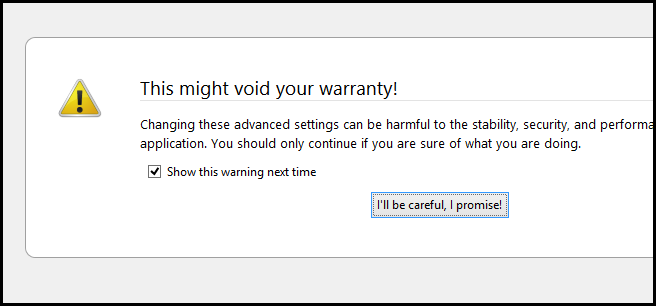 This might void your warranty!
Changing these advanced settings can be harmful to the stability, security, and
application. You should only continue if you are sure of what you are doing.
Show this warning next time
I'll be careful, I promise!